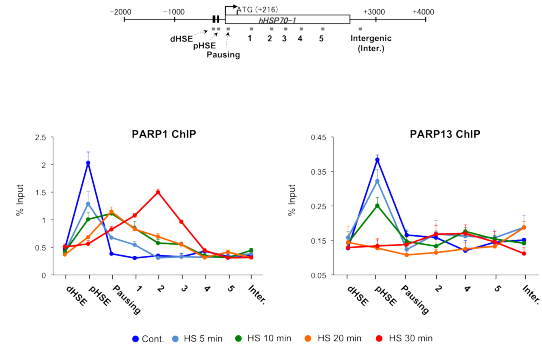 ATG (+216)
−2000 −1000 hHSP70-1 +3000 +4000
dHSE pHSE Pausing 1 2 3 4 5 Intergenic
(Inter.)
PARP1 ChIP
% Input
2.5
2
1.5
1
0.5
0
dHSE pHSE Pausing 1 2 3 4 5 Inter.
PARP13 ChIP
% Input
0.45
0.35
0.25
0.15
0.05
dHSE pHSE Pausing 1 2 3 4 5 Inter.
Cont. HS 5 min HS 10 min HS 20 min HS 30 min